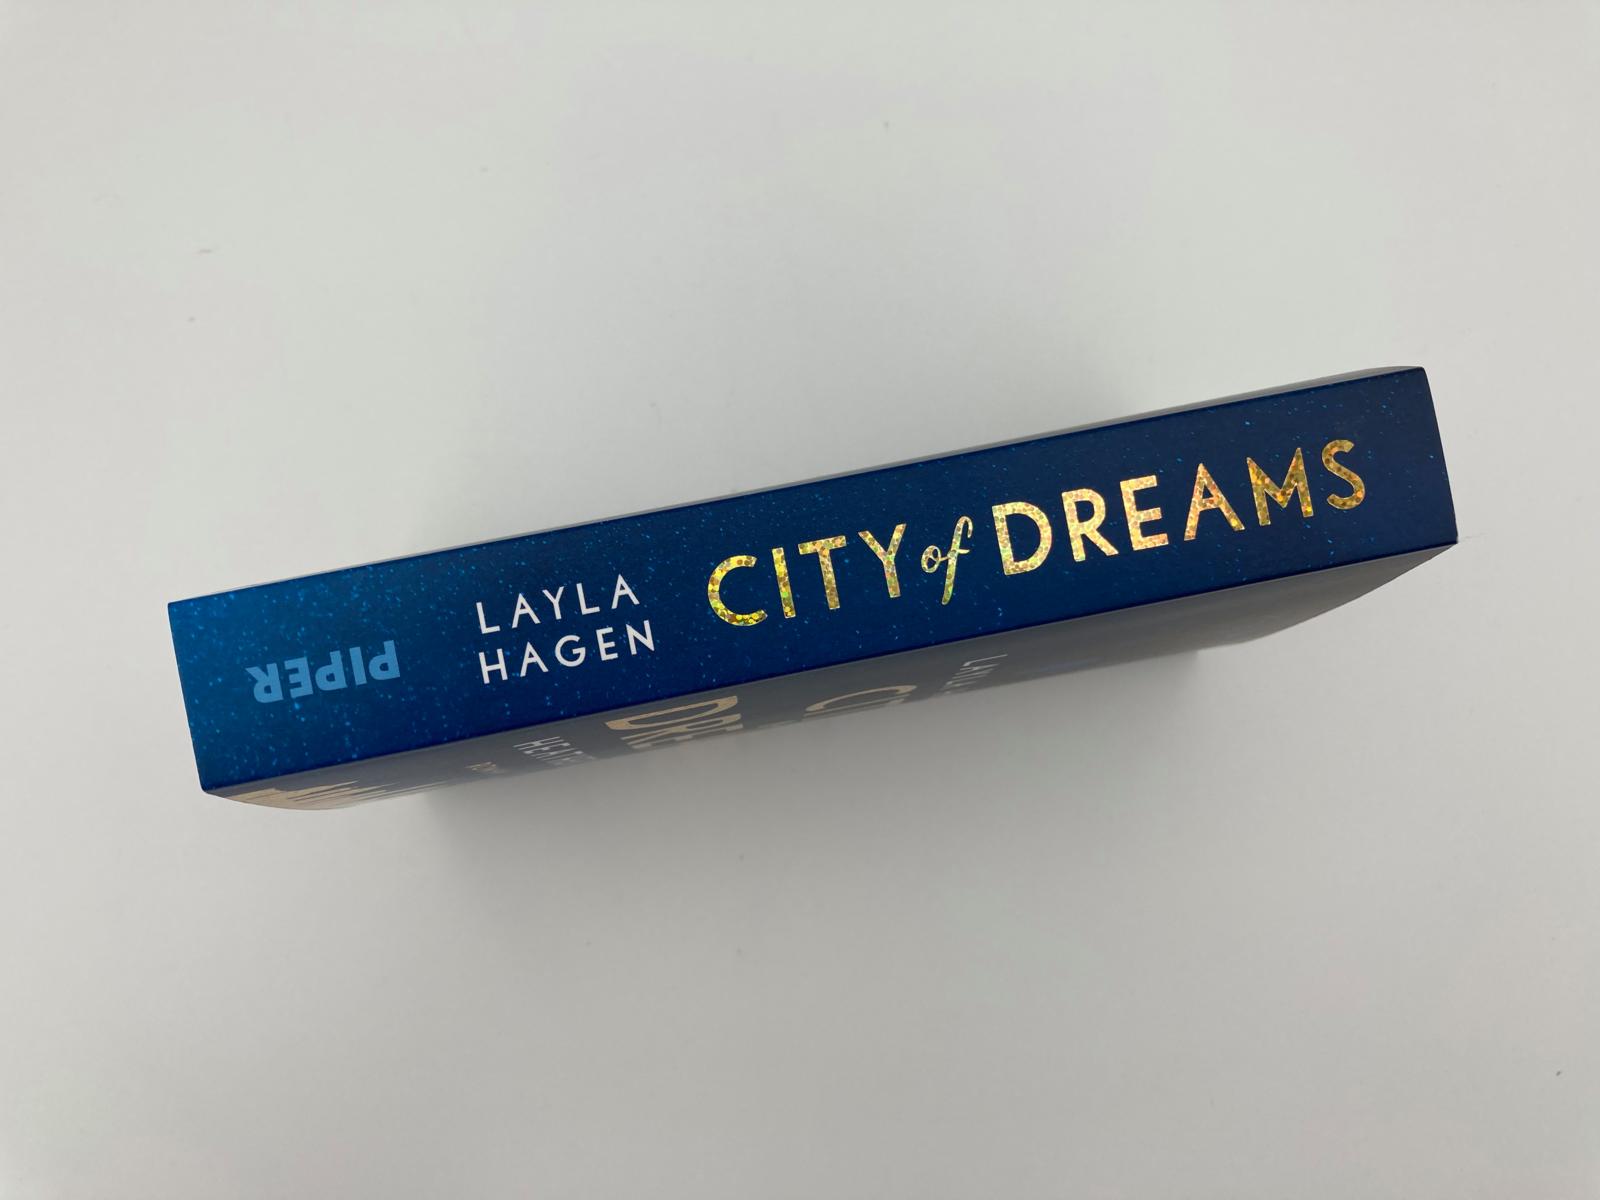 PIPER
LAYLA
HAGEN
CITY of DREAMS